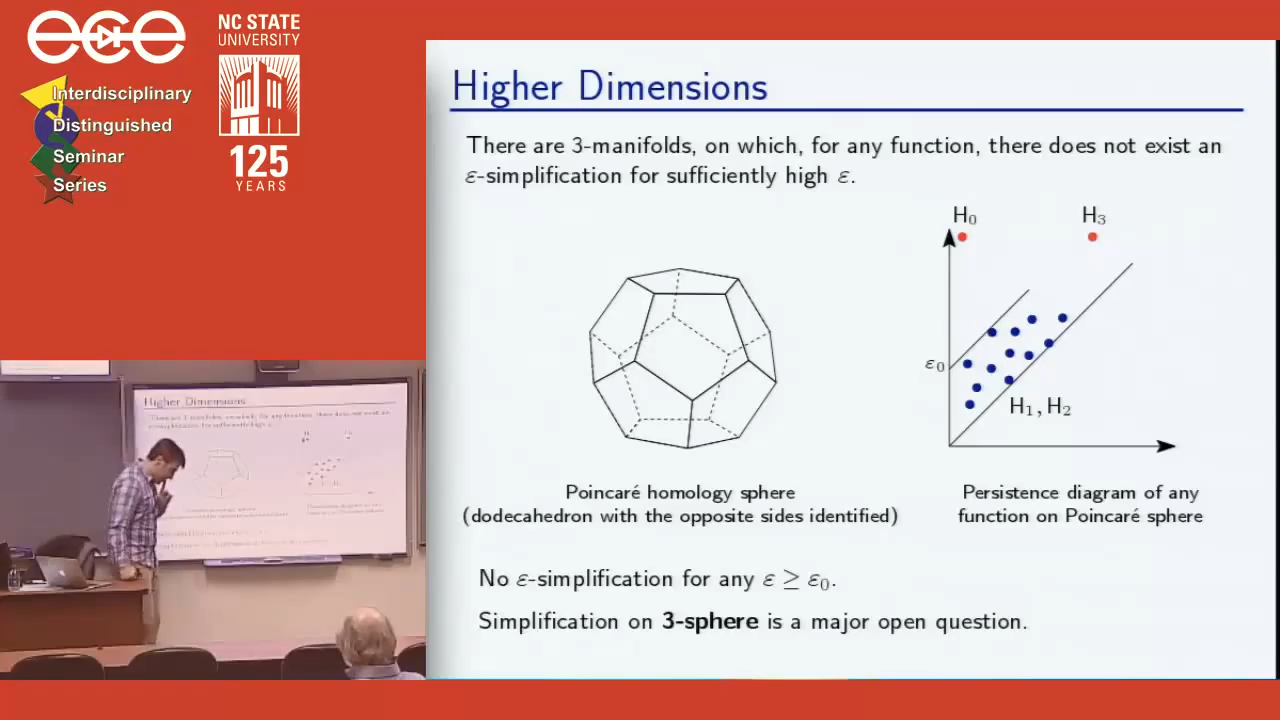 ece
NC STATE
UNIVERSITY
Interdisciplinary
Distinguished
Seminar
Series
125
YEARS
Higher Dimensions
There are 3-manifolds, on which, for any function, there does not exist an
ε-simplification for sufficiently high ε.
H₀
H₃
ε₀
H₁, H₂
Poincaré homology sphere
(dodecahedron with the opposite sides identified)
Persistence diagram of any
function on Poincaré sphere
No ε-simplification for any ε ≥ ε₀.
Simplification on 3-sphere is a major open question.
Higher Dimensions